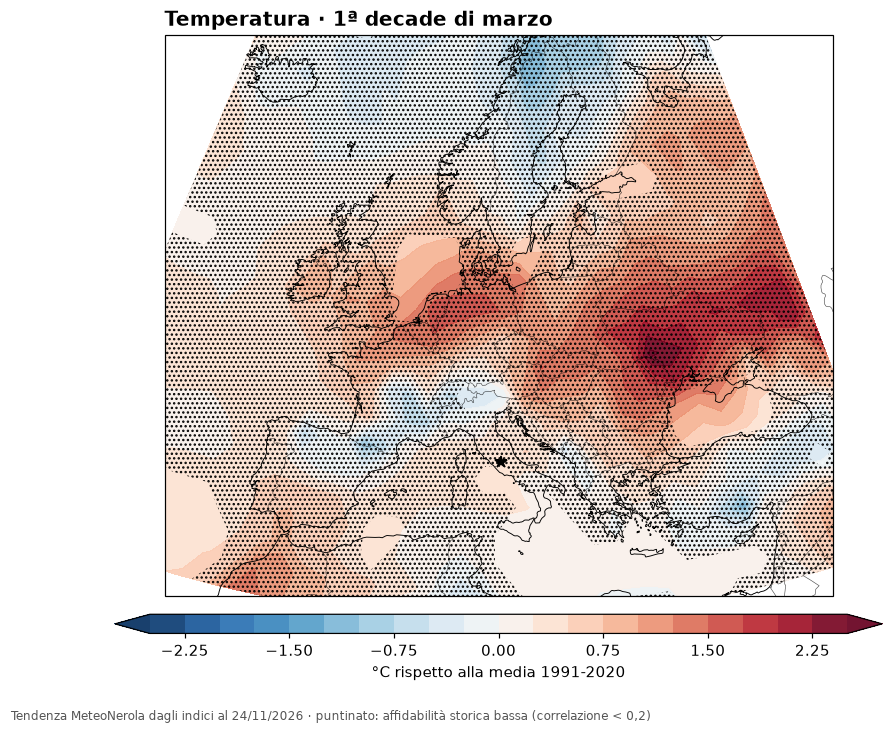 Temperatura · 1ª decade di marzo
−2.25 −1.50 −0.75 0.00 0.75 1.50 2.25
°C rispetto alla media 1991-2020
Tendenza MeteoNerola dagli indici al 24/11/2026 · puntinato: affidabilità storica bassa (correlazione < 0,2)